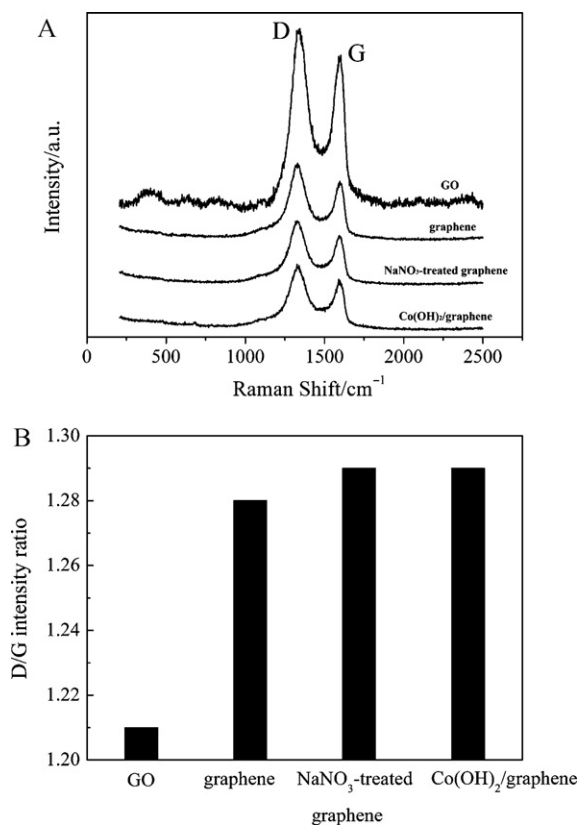 A
D
G
Intensity/a.u.
GO
graphene
NaNO₃-treated graphene
Co(OH)₂/graphene
0 500 1000 1500 2000 2500
Raman Shift/cm⁻¹
B
1.30
1.28
1.26
1.24
1.22
1.20
D/G intensity ratio
GO graphene NaNO₃-treated Co(OH)₂/graphene
graphene